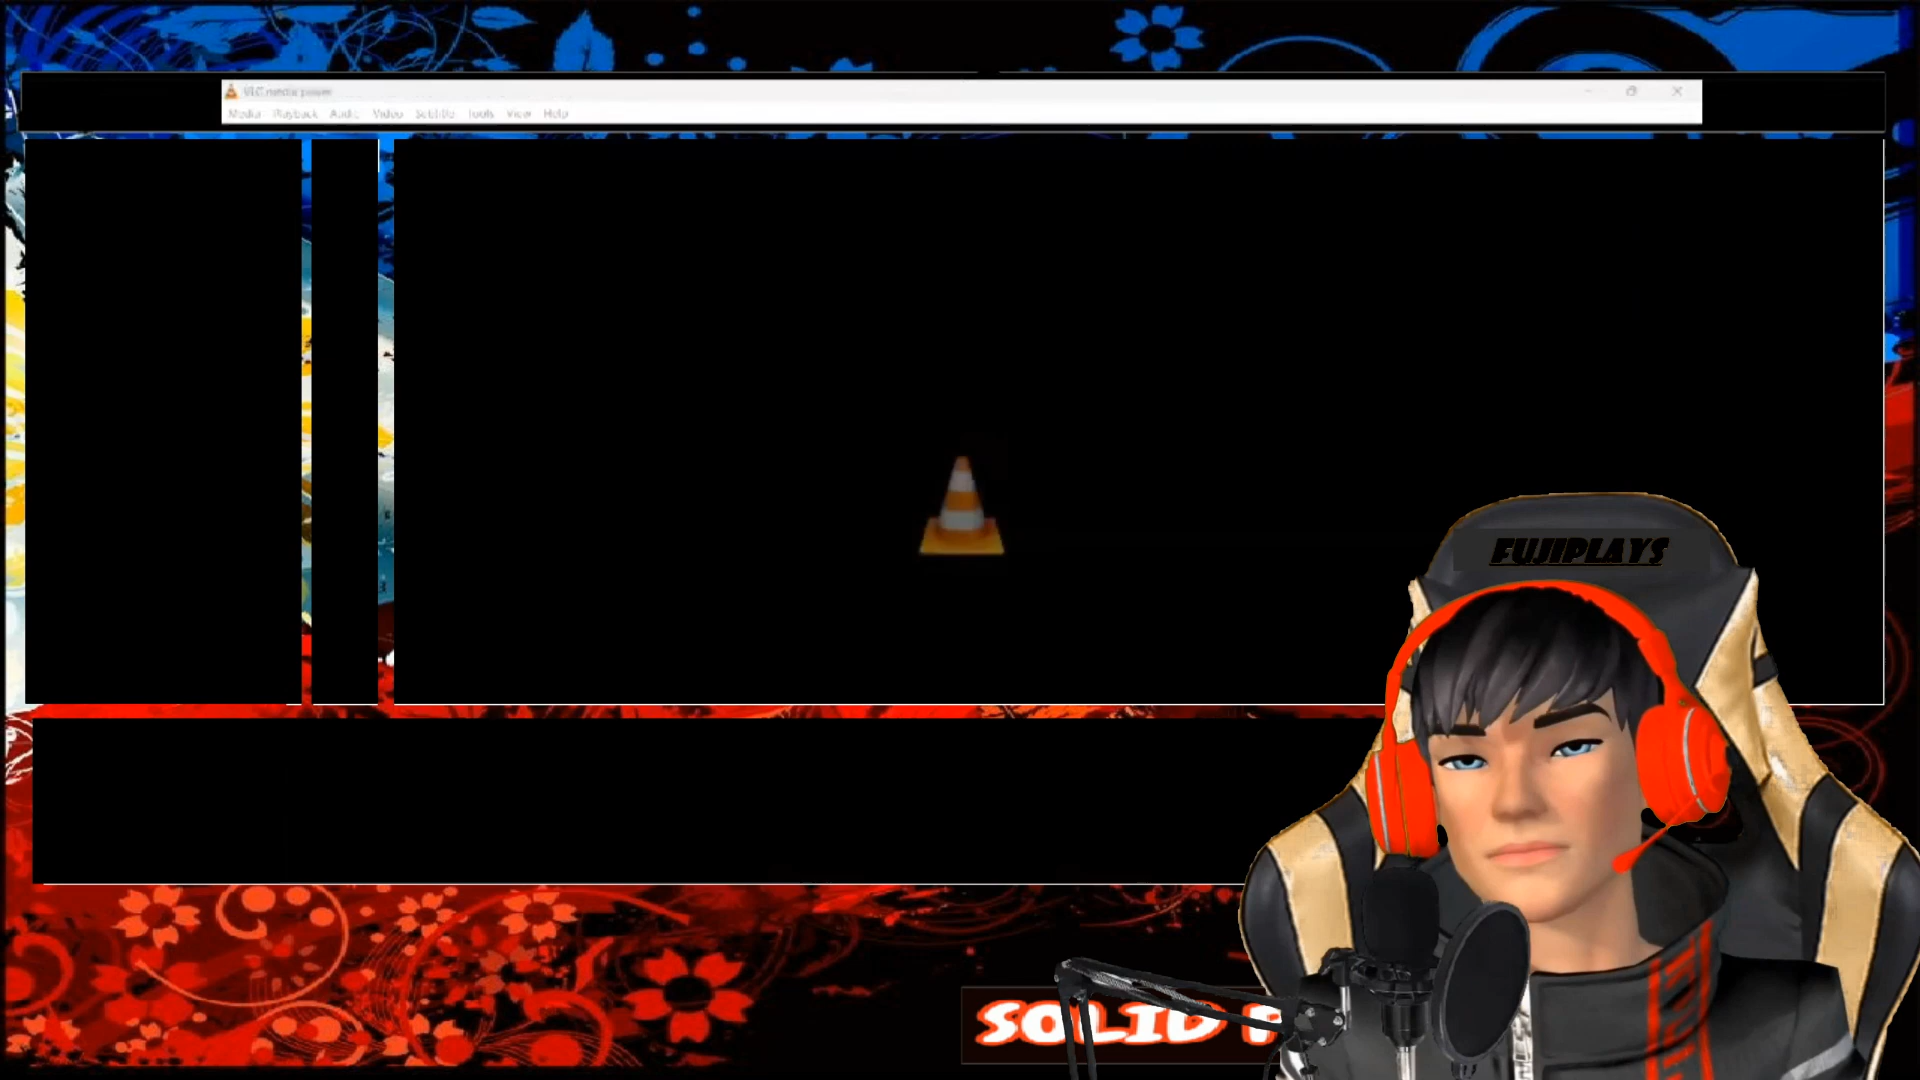 VLC media player
Media Playback Audio Video Subtitle Tools View Help
FUJIPLAYS
SOLID F